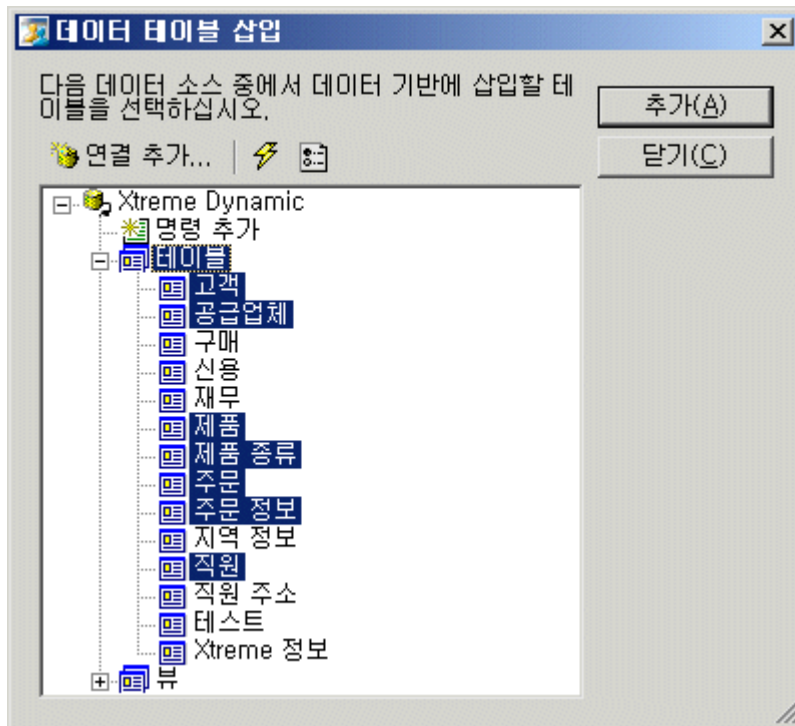 데이터 테이블 삽입
다음 데이터 소스 중에서 데이터 기반에 삽입할 테
이블을 선택하십시오.
추가(A)
닫기(C)
연결 추가...
Xtreme Dynamic
명령 추가
테이블
고객
공급업체
구매
신용
재무
제품
제품 종류
주문
주문 정보
지역 정보
직원
직원 주소
테스트
Xtreme 정보
뷰